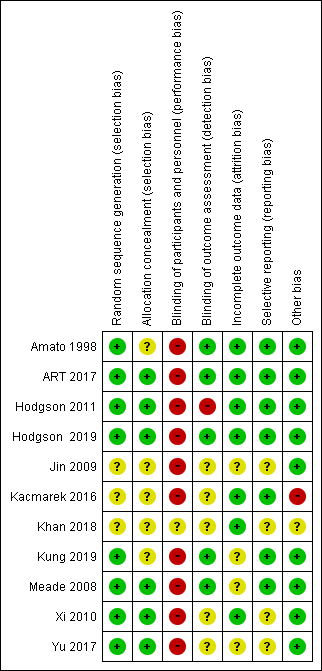 Random sequence generation (selection bias)
Allocation concealment (selection bias)
Blinding of participants and personnel (performance bias)
Blinding of outcome assessment (detection bias)
Incomplete outcome data (attrition bias)
Selective reporting (reporting bias)
Other bias
Amato 1998 + ? - + + + +
ART 2017 + + - + + + +
Hodgson 2011 + + - - + + +
Hodgson  2019 + + - + + + +
Jin 2009 ? ? - ? ? ? +
Kacmarek 2016 ? ? - ? + + -
Khan 2018 ? ? ? ? + ? ?
Kung 2019 + ? - + ? + +
Meade 2008 + + - + ? + +
Xi 2010 + + - ? + ? +
Yu 2017 + + - ? ? ? +